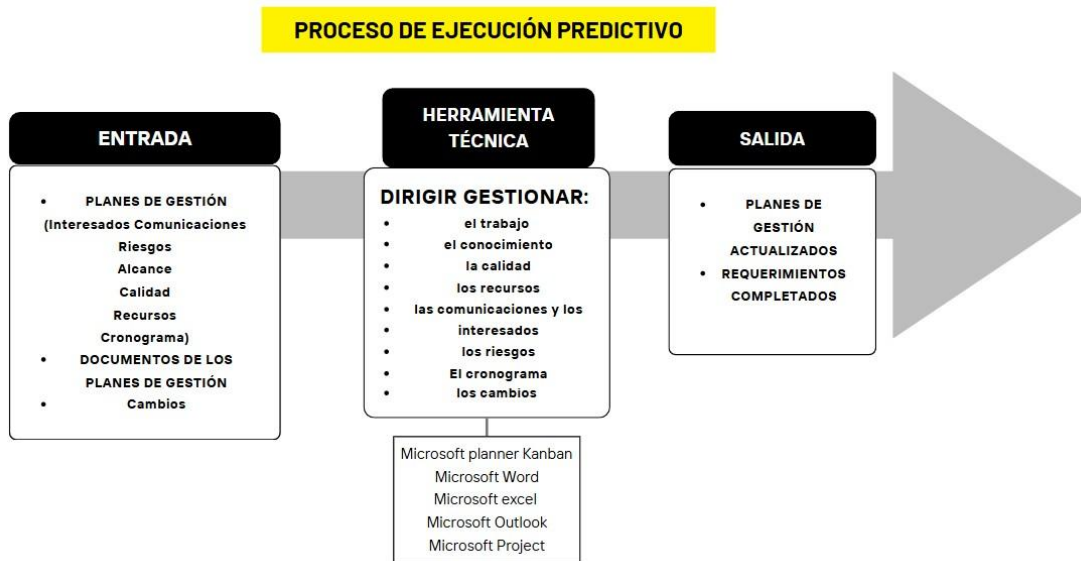 PROCESO DE EJECUCIÓN PREDICTIVO
ENTRADA
• PLANES DE GESTIÓN
(Interesados Comunicaciones
Riesgos
Alcance
Calidad
Recursos
Cronograma)
• DOCUMENTOS DE LOS
PLANES DE GESTIÓN
• Cambios
HERRAMIENTA
TÉCNICA
DIRIGIR GESTIONAR:
• el trabajo
• el conocimiento
• la calidad
• los recursos
• las comunicaciones y los
• interesados
• los riesgos
• El cronograma
• los cambios
Microsoft planner Kanban
Microsoft Word
Microsoft excel
Microsoft Outlook
Microsoft Project
SALIDA
• PLANES DE
GESTIÓN
ACTUALIZADOS
• REQUERIMIENTOS
COMPLETADOS